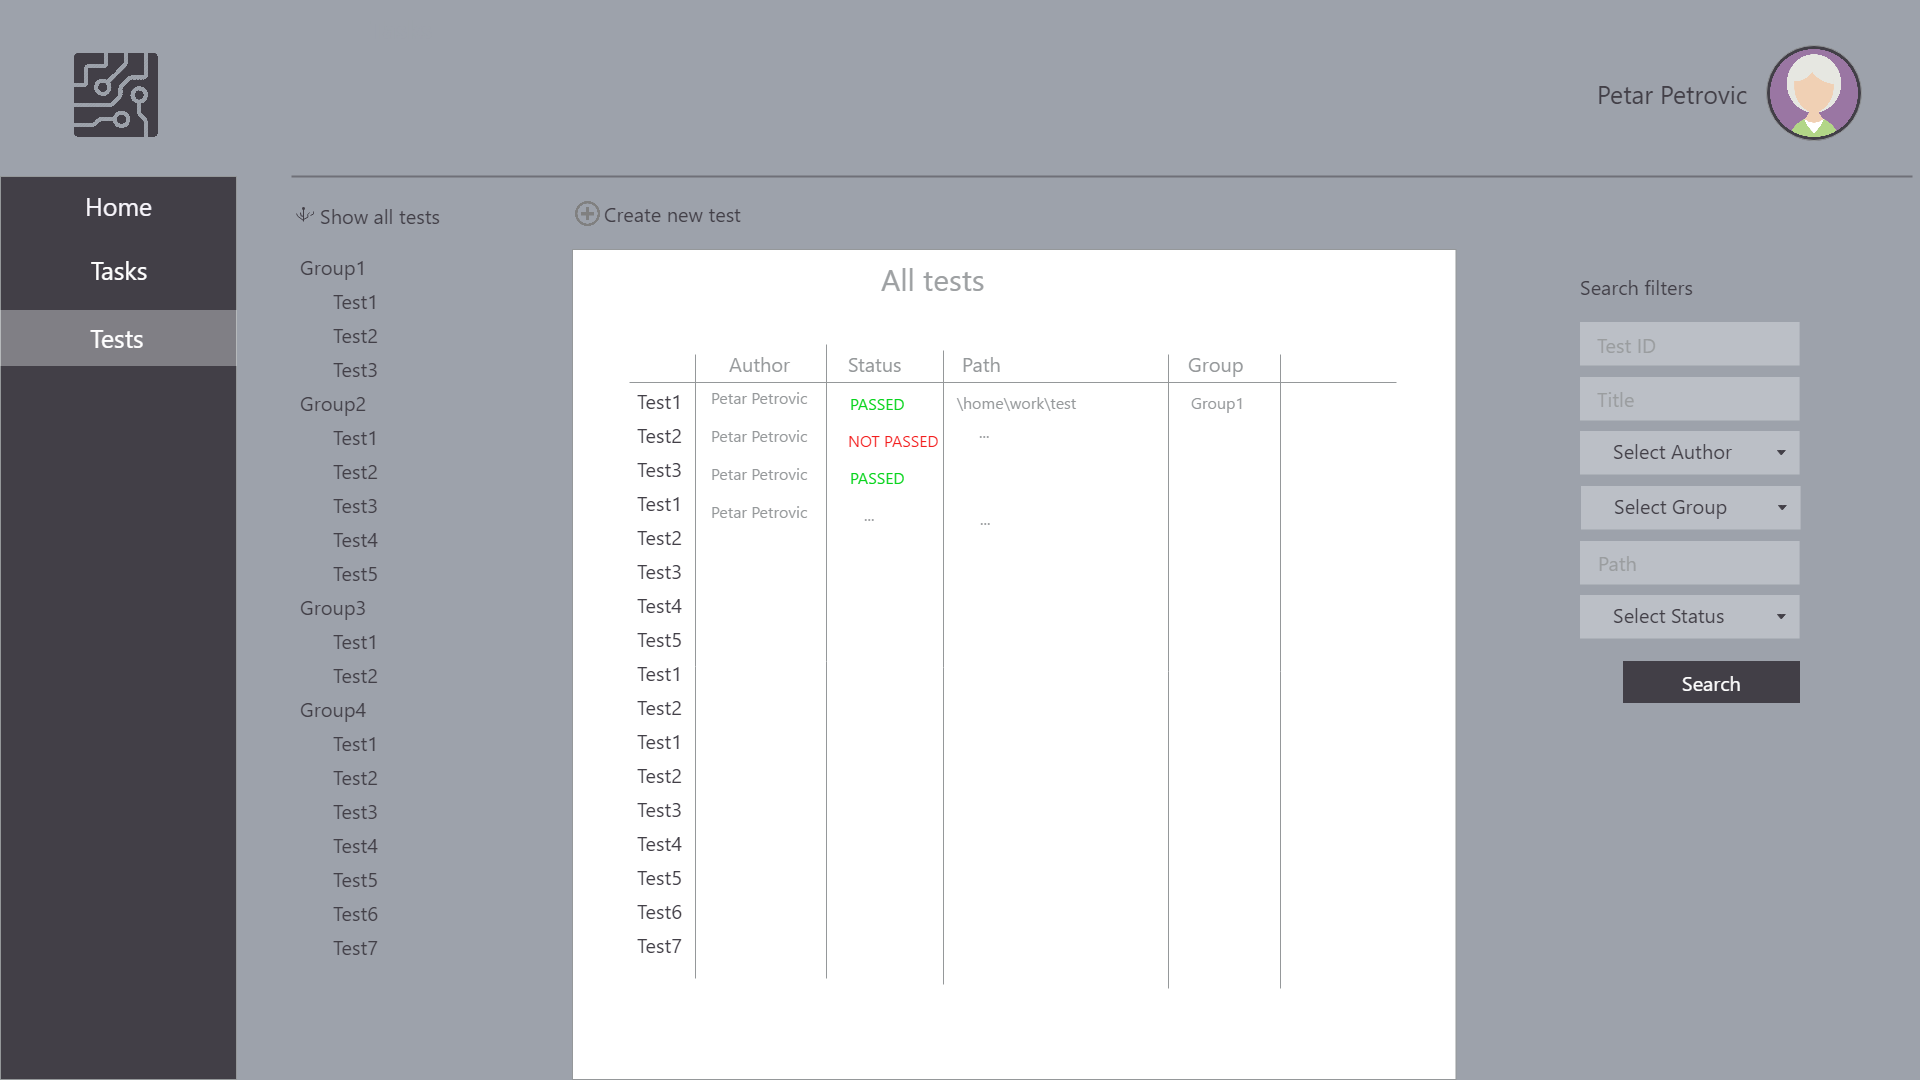 Petar Petrovic
Home
Tasks
Tests
Show all tests
Group1
Test1
Test2
Test3
Group2
Test1
Test2
Test3
Test4
Test5
Group3
Test1
Test2
Group4
Test1
Test2
Test3
Test4
Test5
Test6
Test7
Create new test
All tests
Author Status Path Group
Test1 Petar Petrovic PASSED \home\work\test Group1
Test2 Petar Petrovic NOT PASSED ...
Test3 Petar Petrovic PASSED
Test1 Petar Petrovic ... ...
Test2
Test3
Test4
Test5
Test1
Test2
Test1
Test2
Test3
Test4
Test5
Test6
Test7
Search filters
Test ID
Title
Select Author
Select Group
Path
Select Status
Search